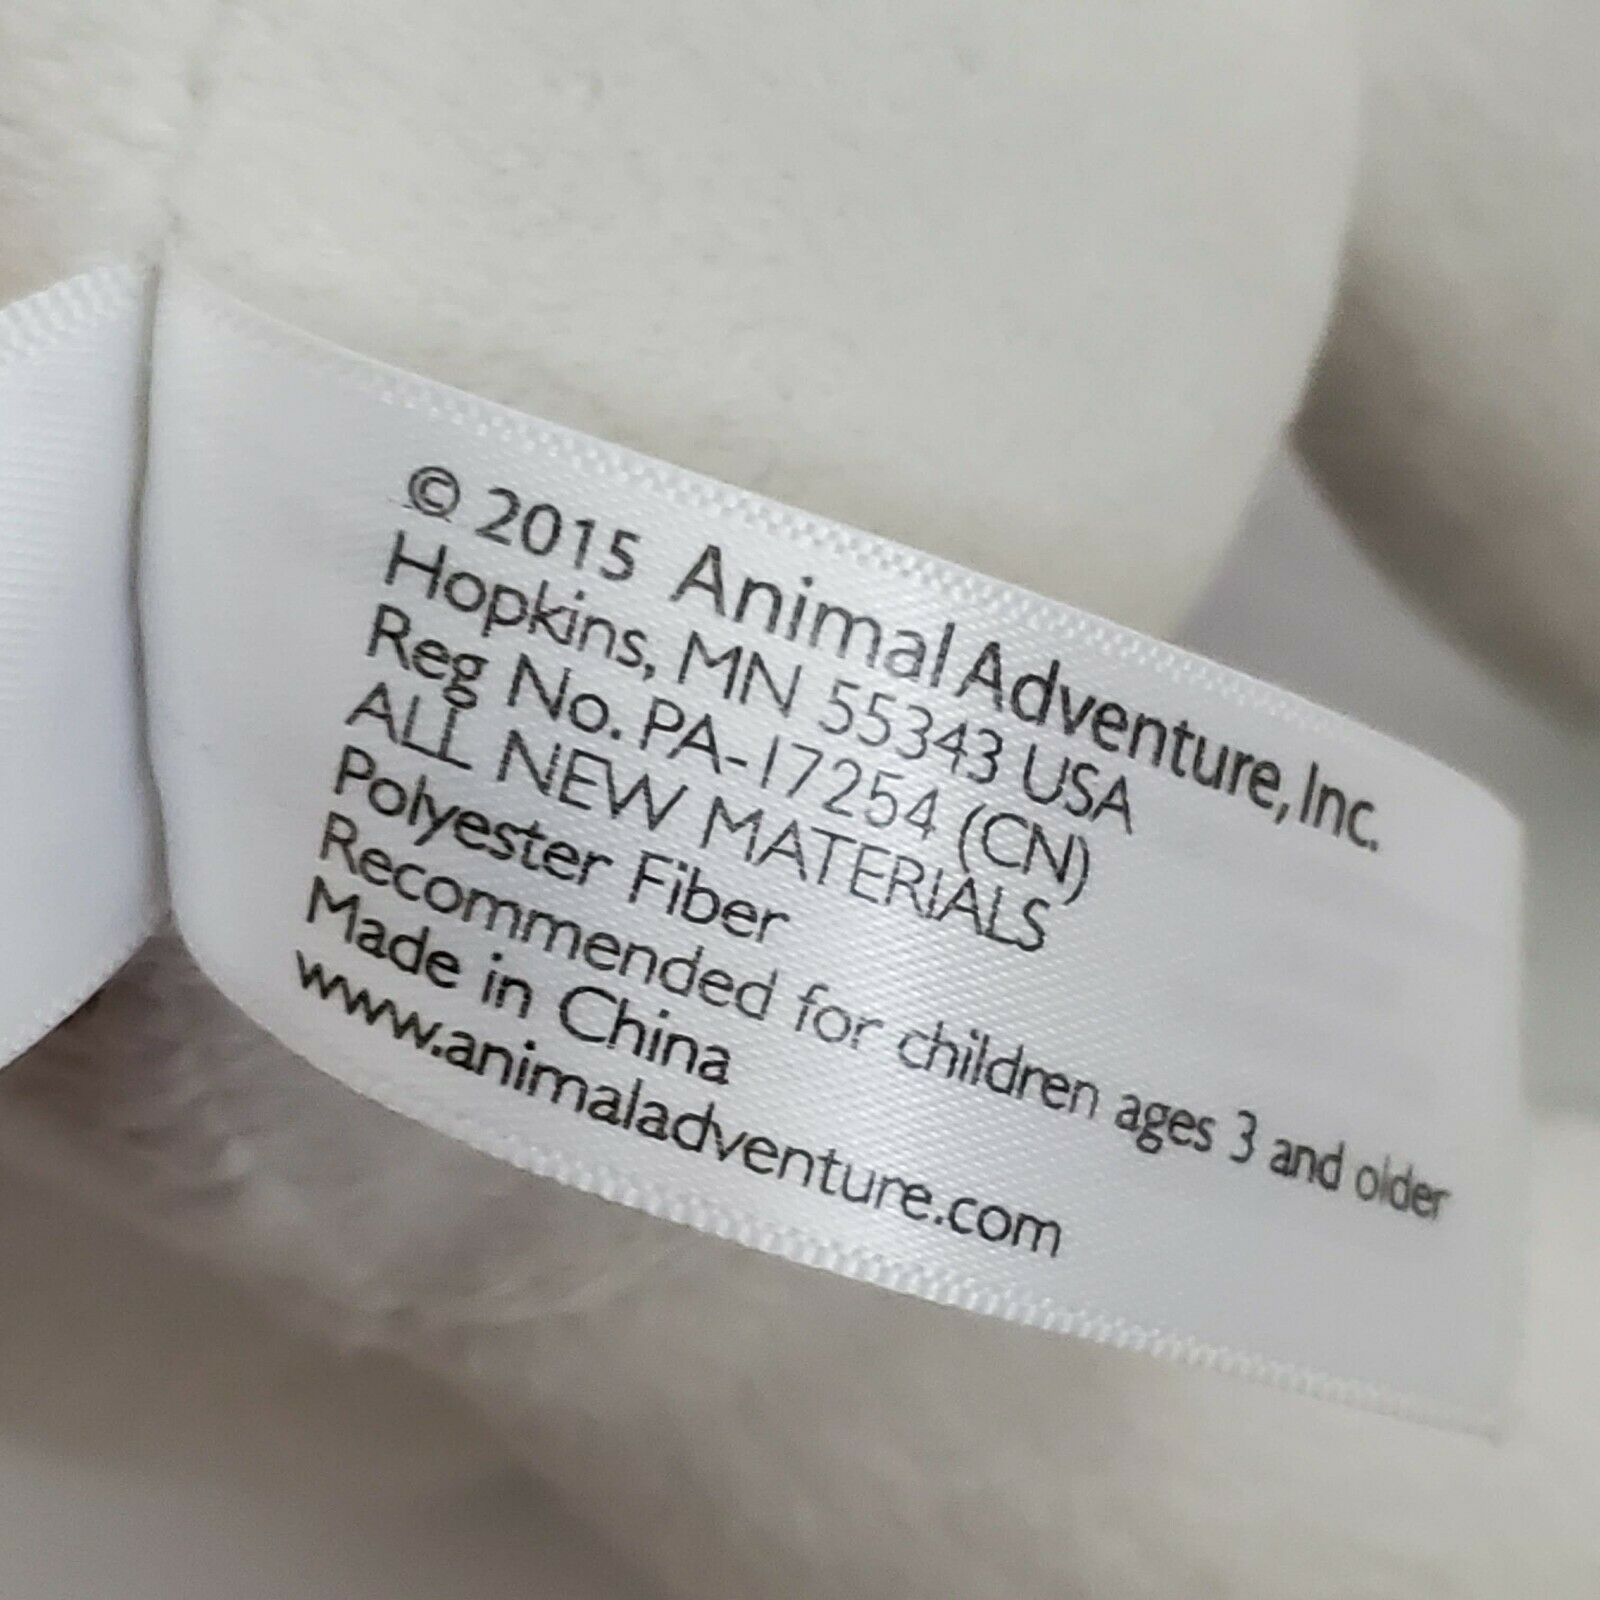 © 2015 Animal Adventure, Inc.
Hopkins, MN 55343 USA
Reg No. PA-17254 (CN)
ALL NEW MATERIALS
Polyester Fiber
Recommended for children ages 3 and older
Made in China
www.animaladventure.com